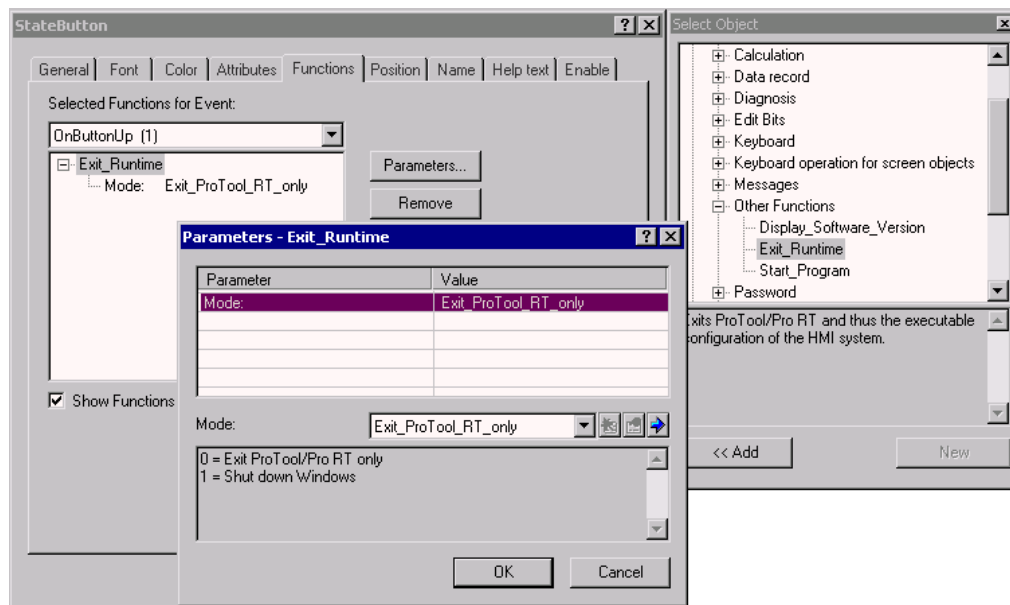 StateButton
General Font Color Attributes Functions Position Name Help text Enable
Selected Functions for Event:
OnButtonUp (1)
Exit_Runtime
Mode: Exit_ProTool_RT_only
Parameters...
Remove
Show Functions
Parameters - Exit_Runtime
Parameter Value
Mode: Exit_ProTool_RT_only
Mode: Exit_ProTool_RT_only
0 = Exit ProTool/Pro RT only
1 = Shut down Windows
OK Cancel
Select Object
Calculation
Data record
Diagnosis
Edit Bits
Keyboard
Keyboard operation for screen objects
Messages
Other Functions
Display_Software_Version
Exit_Runtime
Start_Program
Password
xits ProTool/Pro RT and thus the executable
configuration of the HMI system.
<< Add New